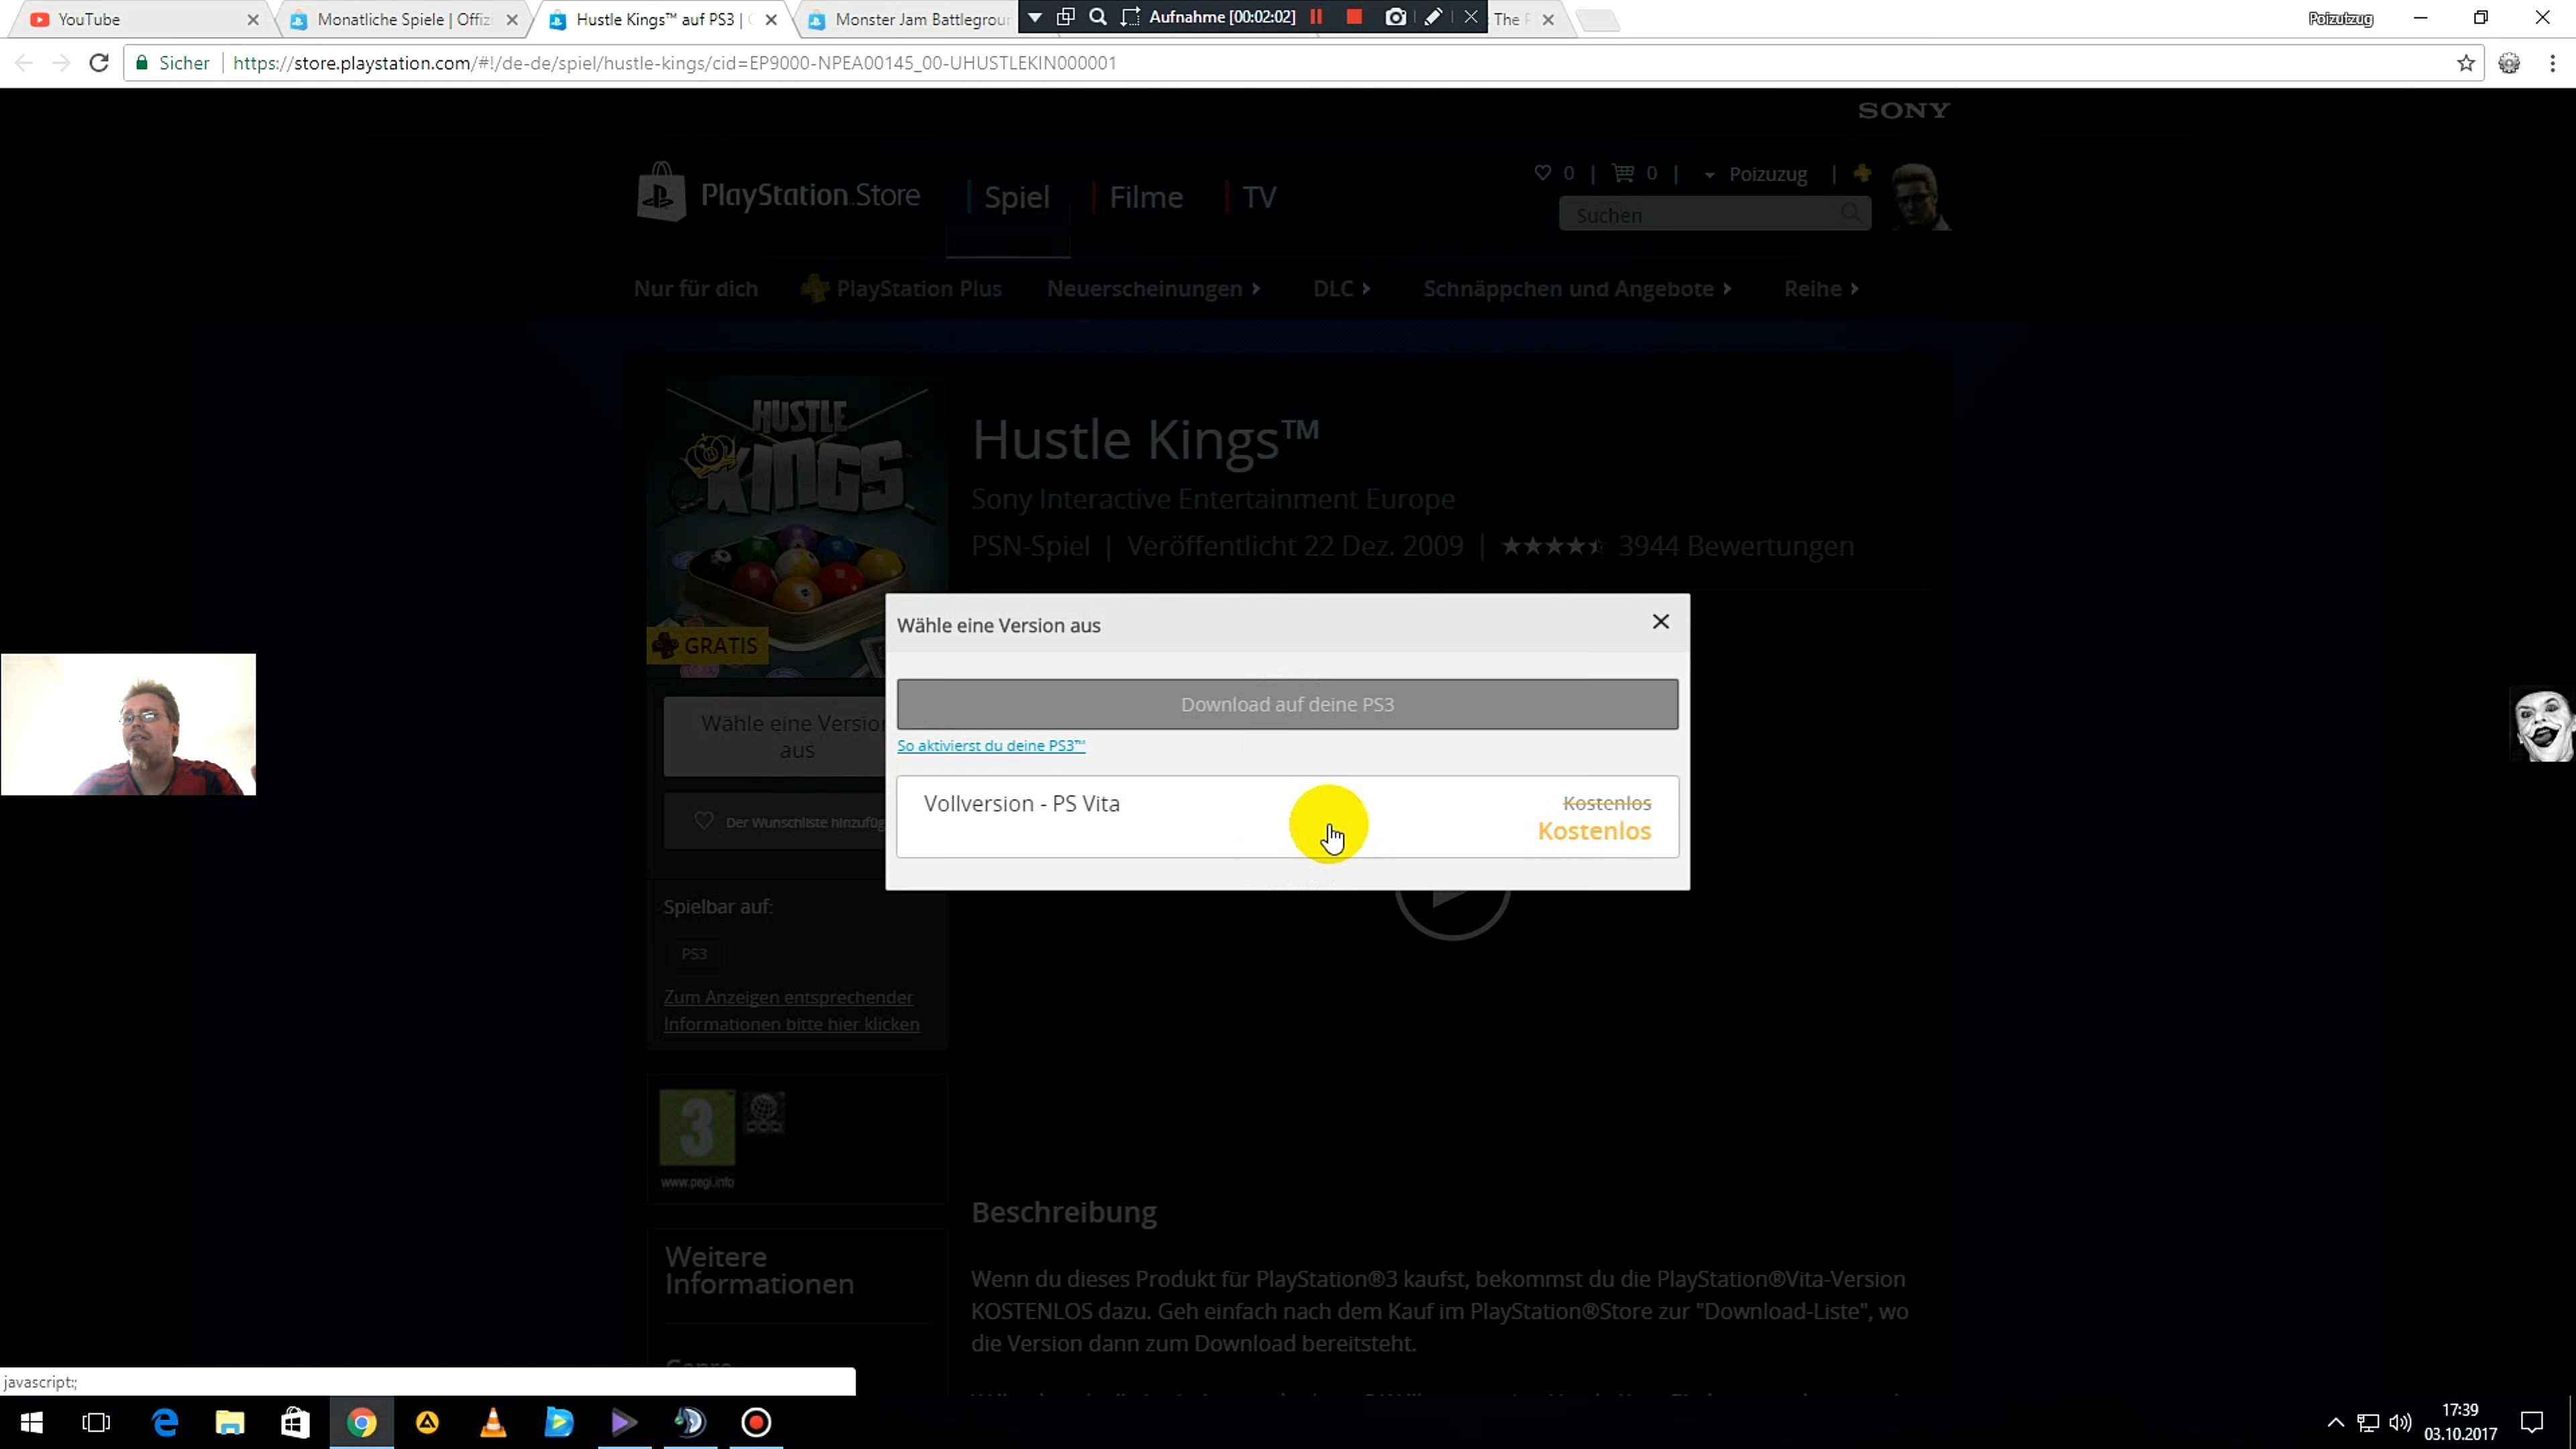 YouTube
Monatliche Spiele | Offizi
Hustle Kings™ auf PS3 |
Monster Jam Battlegroun
Aufnahme [00:02:02]
The
Poizutzug
Sicher
https://store.playstation.com/#!/de-de/spiel/hustle-kings/cid=EP9000-NPEA00145_00-UHUSTLEKIN000001
SONY
PlayStation Store
Spiel
Filme
TV
0 | 0 | Poizuzug |
Suchen
Nur für dich
PlayStation Plus
Neuerscheinungen
DLC
Schnäppchen und Angebote
Reihe
HUSTLE
KINGS
GRATIS
Hustle Kings™
Sony Interactive Entertainment Europe
PSN-Spiel | Veröffentlicht 22 Dez. 2009 | ★★★★ 3944 Bewertungen
Wähle eine Version aus
Download auf deine PS3
So aktivierst du deine PS3™
Vollversion - PS Vita
Kostenlos
Kostenlos
Wähle eine Version
aus
Der Wunschliste hinzufüg
Spielbar auf:
PS3
Zum Anzeigen entsprechender
Informationen bitte hier klicken
3
www.pegi.info
Weitere
Informationen
Genre
Beschreibung
Wenn du dieses Produkt für PlayStation®3 kaufst, bekommst du die PlayStation®Vita-Version
KOSTENLOS dazu. Geh einfach nach dem Kauf im PlayStation®Store zur "Download-Liste", wo
die Version dann zum Download bereitsteht.
javascript:;
17:39
03.10.2017